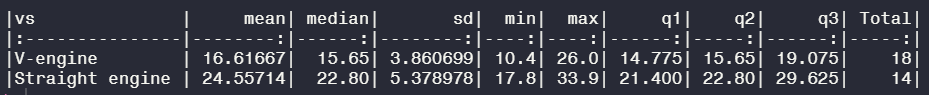 |vs              |     mean| median|       sd|  min|  max|     q1|    q2|     q3| Total|
|:---------------|--------:|------:|--------:|----:|----:|------:|-----:|------:|-----:|
|V-engine        | 16.61667|  15.65| 3.860699| 10.4| 26.0| 14.775| 15.65| 19.075|    18|
|Straight engine | 24.55714|  22.80| 5.378978| 17.8| 33.9| 21.400| 22.80| 29.625|    14|